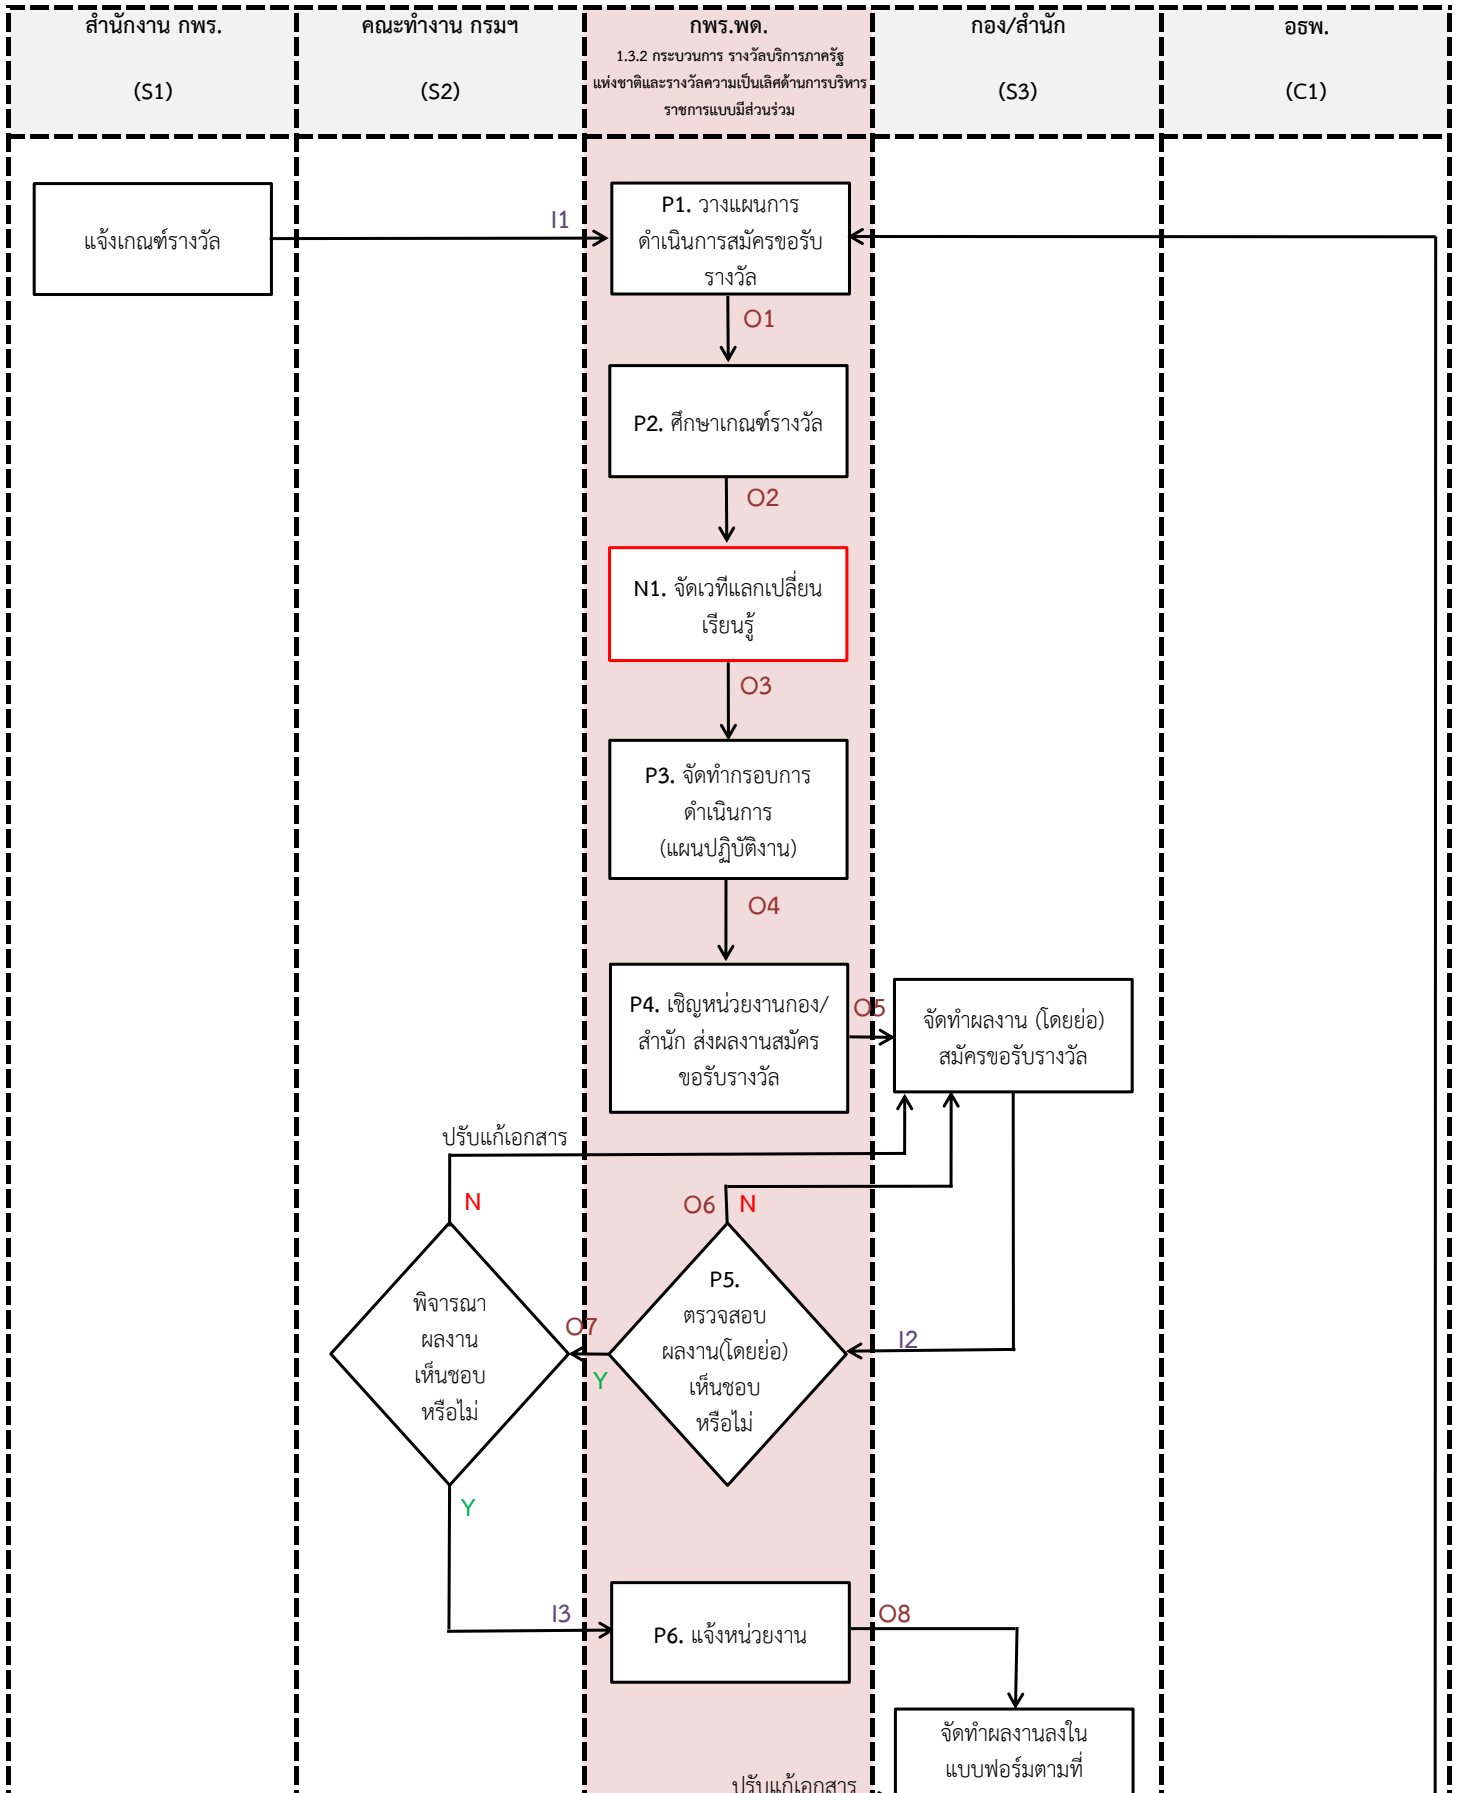 สำนักงาน กพร.
(S1)
คณะทำงาน กรมฯ
(S2)
กพร.พด.
1.3.2 กระบวนการ รางวัลบริการภาครัฐ
แห่งชาติและรางวัลความเป็นเลิศด้านการบริหาร
ราชการแบบมีส่วนร่วม
กอง/สำนัก
(S3)
อธพ.
(C1)
แจ้งเกณฑ์รางวัล
I1
P1. วางแผนการ
ดำเนินการสมัครขอรับ
รางวัล
O1
P2. ศึกษาเกณฑ์รางวัล
O2
N1. จัดเวทีแลกเปลี่ยน
เรียนรู้
O3
P3. จัดทำกรอบการ
ดำเนินการ
(แผนปฏิบัติงาน)
O4
P4. เชิญหน่วยงานกอง/
สำนัก ส่งผลงานสมัคร
ขอรับรางวัล
O5
จัดทำผลงาน (โดยย่อ)
สมัครขอรับรางวัล
ปรับแก้เอกสาร
N
O6
N
พิจารณา
ผลงาน
เห็นชอบ
หรือไม่
O7
Y
P5.
ตรวจสอบ
ผลงาน(โดยย่อ)
เห็นชอบ
หรือไม่
I2
Y
I3
P6. แจ้งหน่วยงาน
O8
จัดทำผลงานลงใน
แบบฟอร์มตามที่
ปรับแก้เอกสาร